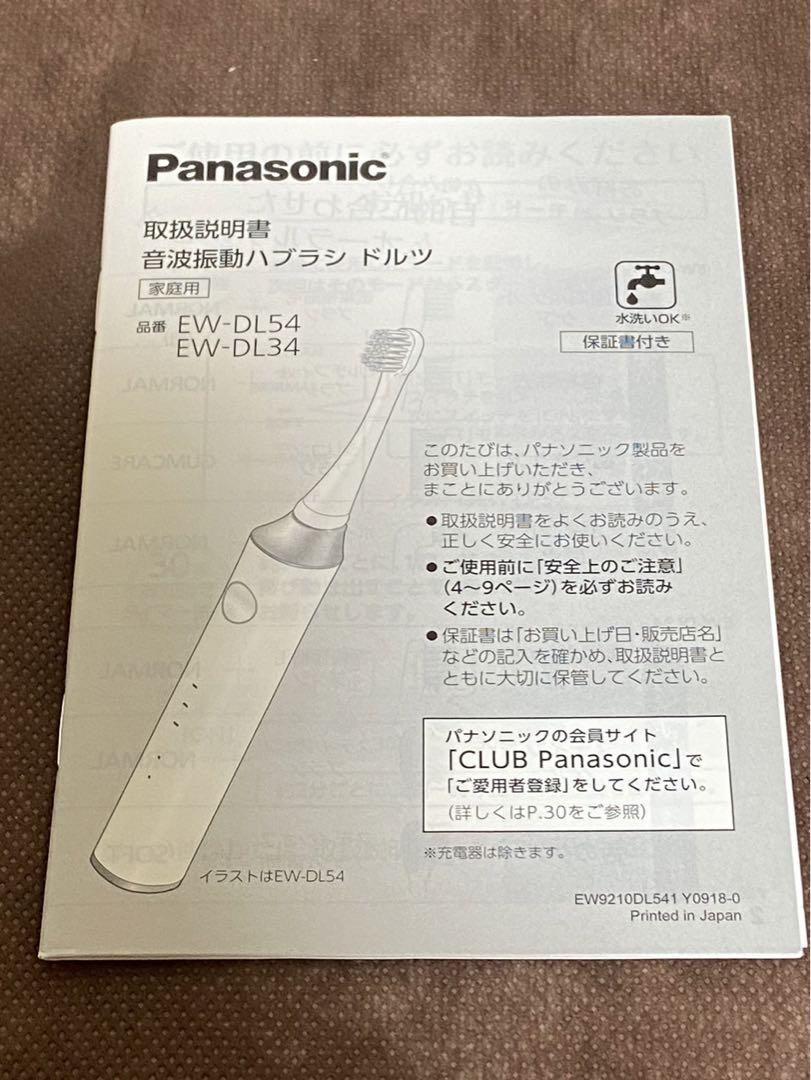 Panasonic
取扱説明書
音波振動ハブラシ ドルツ
家庭用
品番 EW-DL54
EW-DL34
水洗いOK※
保証書付き
このたびは、パナソニック製品を
お買い上げいただき、
まことにありがとうございます。
●取扱説明書をよくお読みのうえ、
正しく安全にお使いください。
●ご使用前に「安全上のご注意」
(4～9ページ)を必ずお読み
ください。
●保証書は「お買い上げ日・販売店名」
などの記入を確かめ、取扱説明書と
ともに大切に保管してください。
パナソニックの会員サイト
「CLUB Panasonic」で
「ご愛用者登録」をしてください。
(詳しくはP.30をご参照)
※充電器は除きます。
イラストはEW-DL54
EW9210DL541 Y0918-0
Printed in Japan